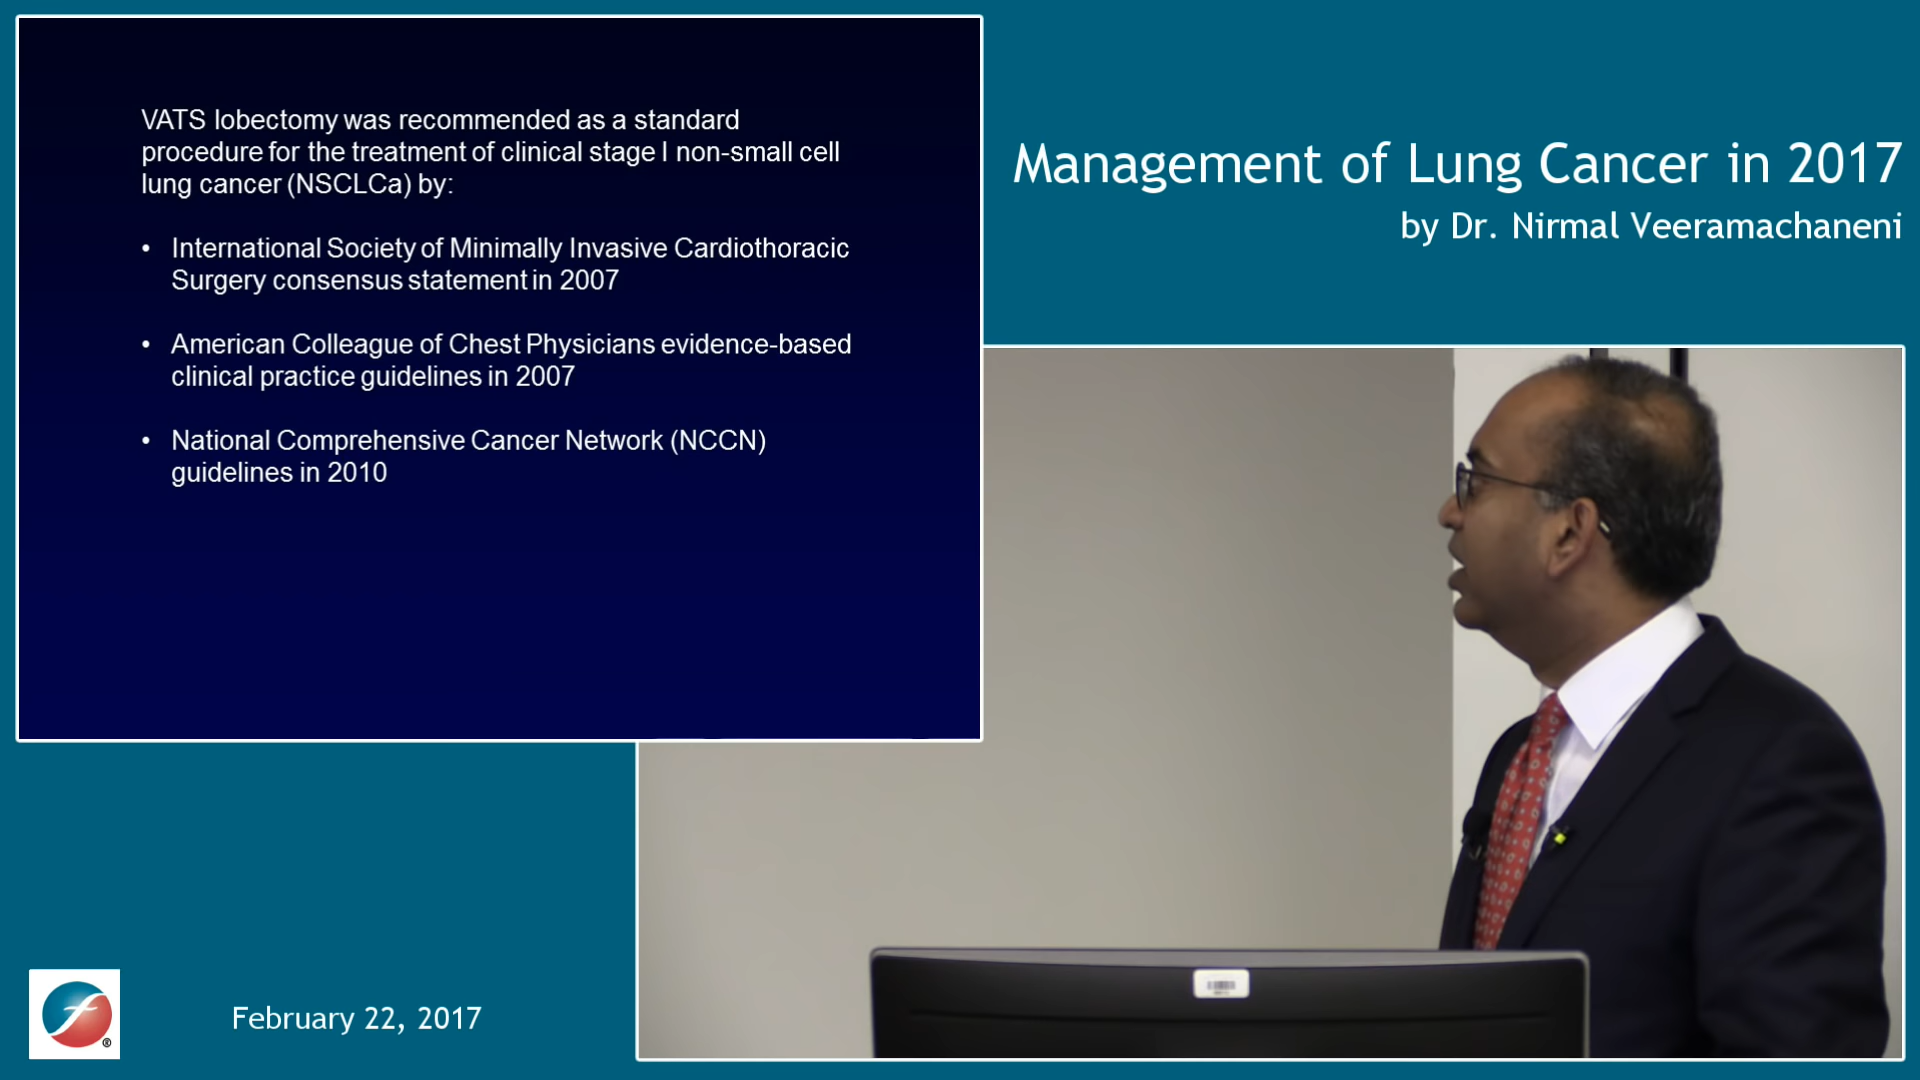 VATS lobectomy was recommended as a standard
procedure for the treatment of clinical stage I non-small cell
lung cancer (NSCLCa) by:
• International Society of Minimally Invasive Cardiothoracic
Surgery consensus statement in 2007
• American Colleague of Chest Physicians evidence-based
clinical practice guidelines in 2007
• National Comprehensive Cancer Network (NCCN)
guidelines in 2010
Management of Lung Cancer in 2017
by Dr. Nirmal Veeramachaneni
f
®
February 22, 2017